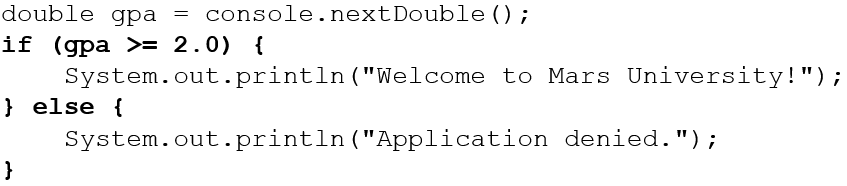 double gpa = console.nextDouble();
if (gpa >= 2.0) {
    System.out.println("Welcome to Mars University!");
} else {
    System.out.println("Application denied.");
}